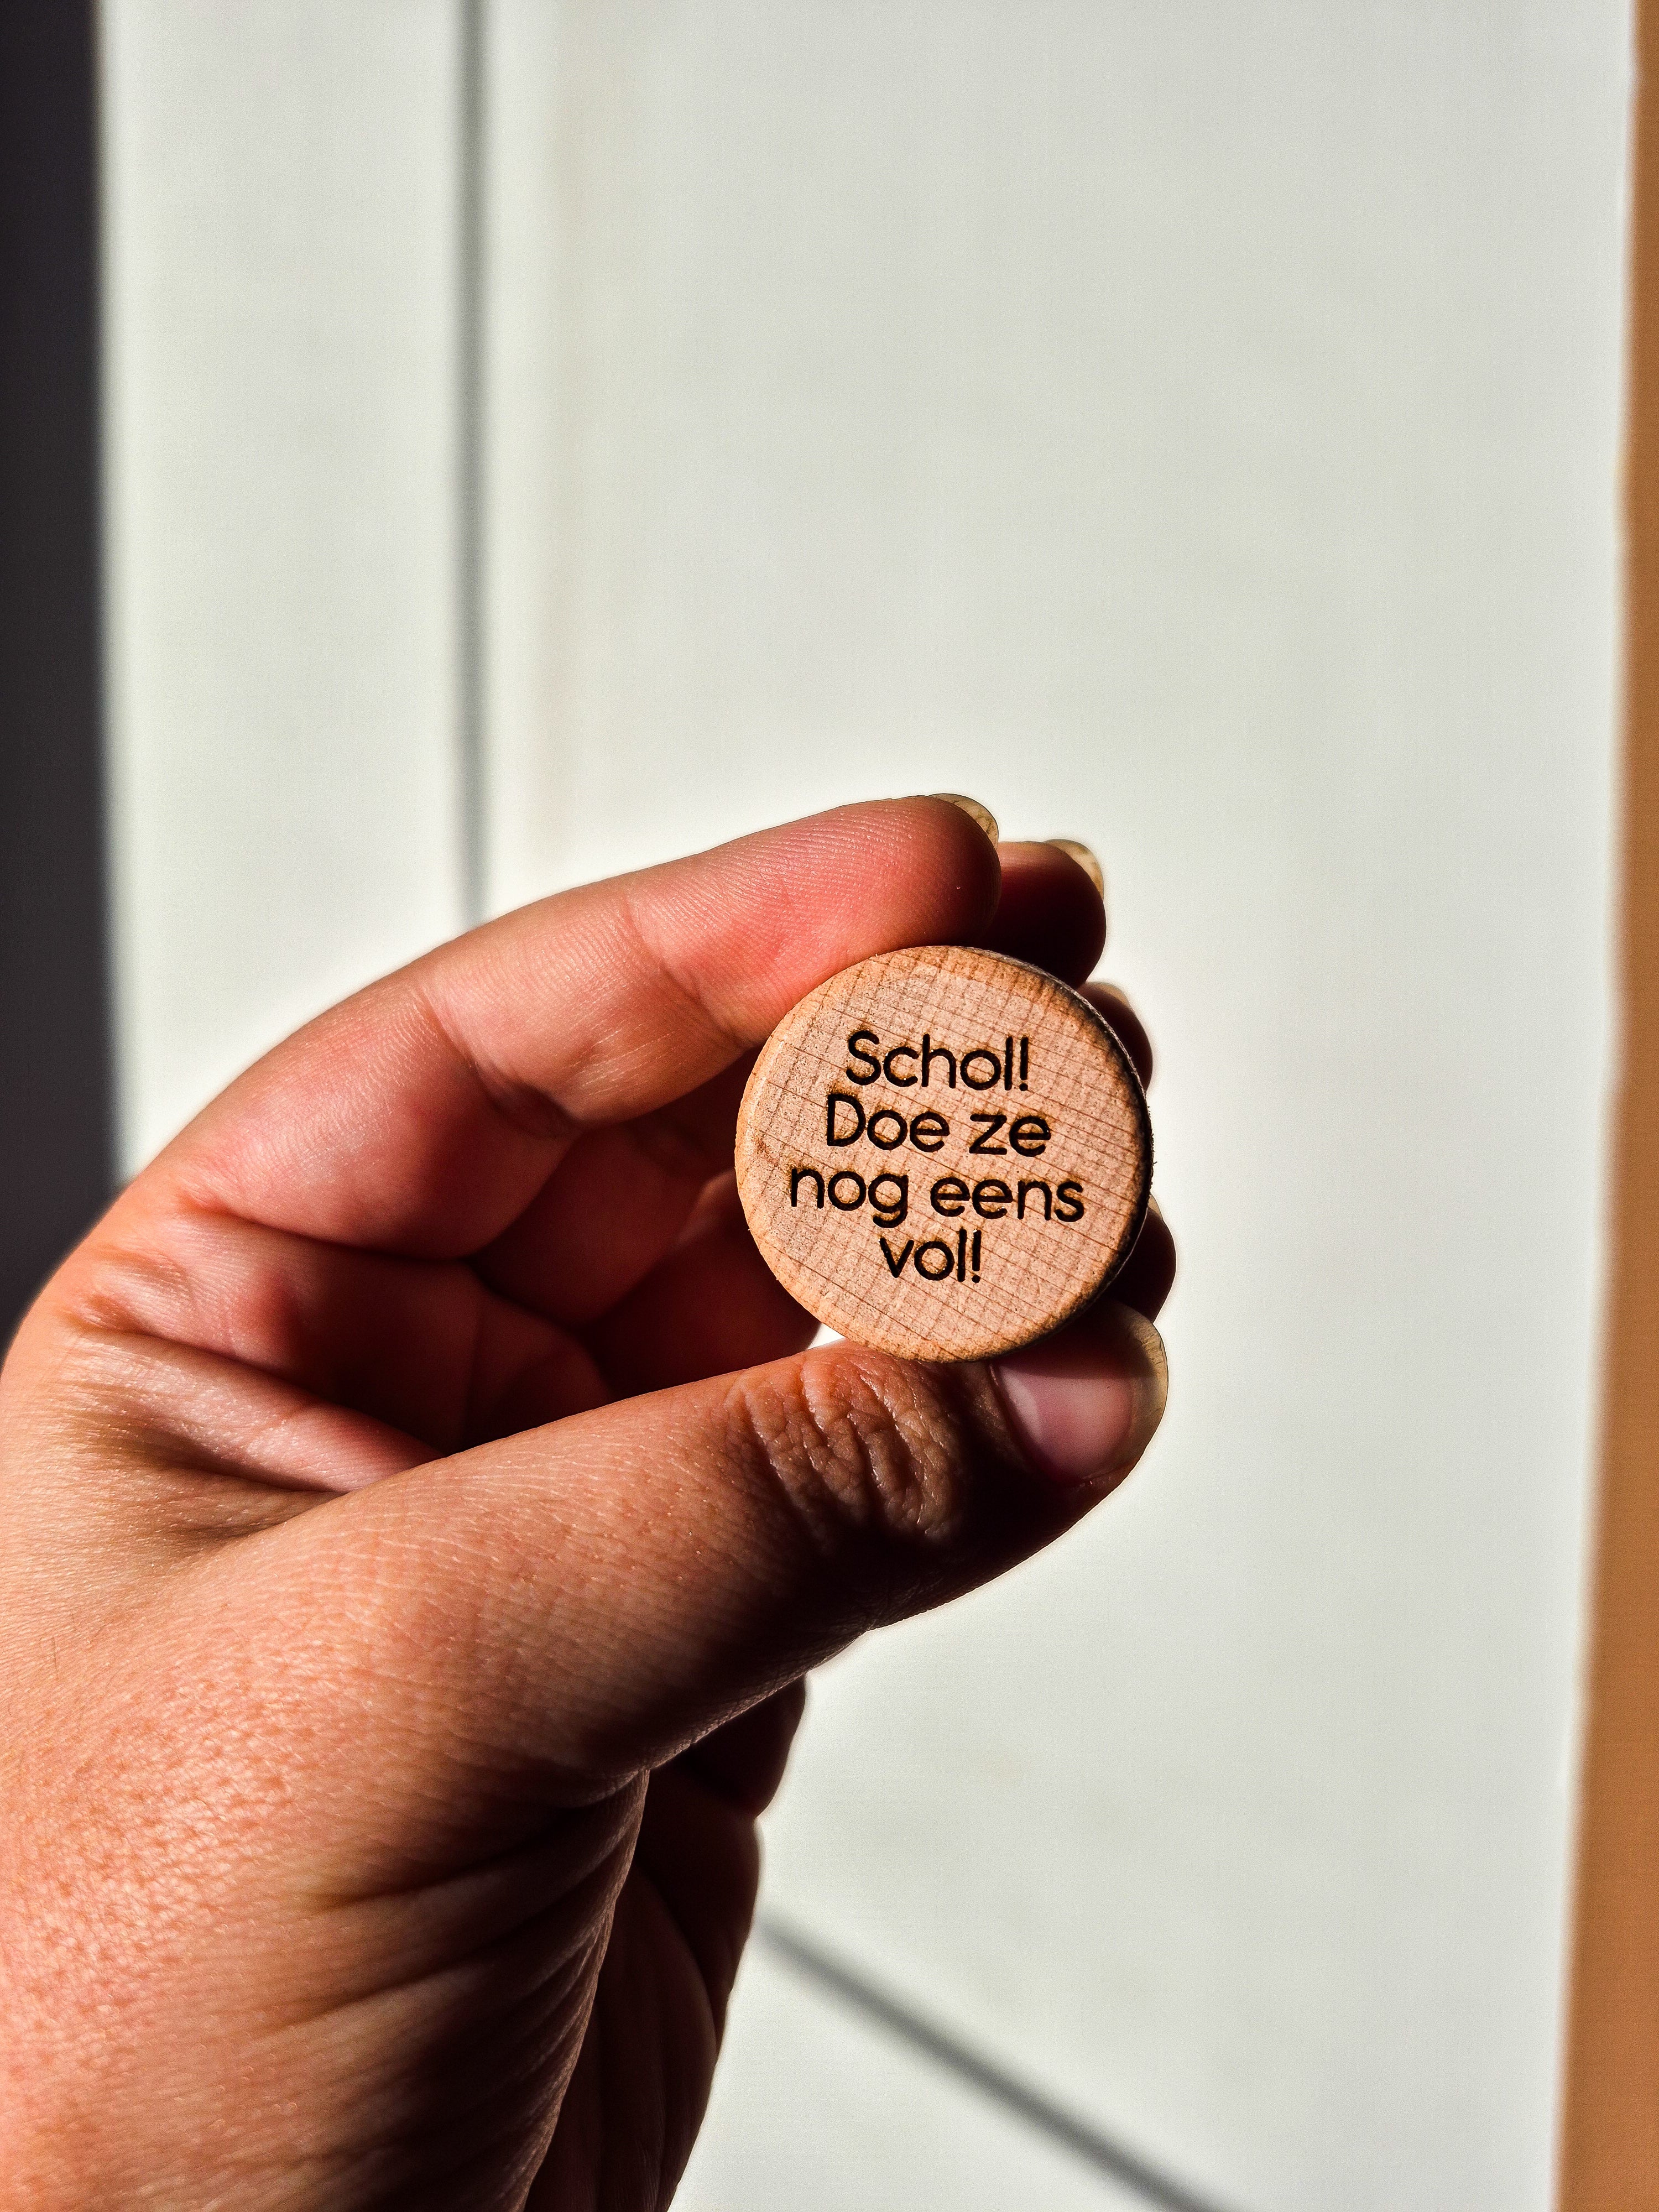 Schol!
Doe ze
nog eens
vol!